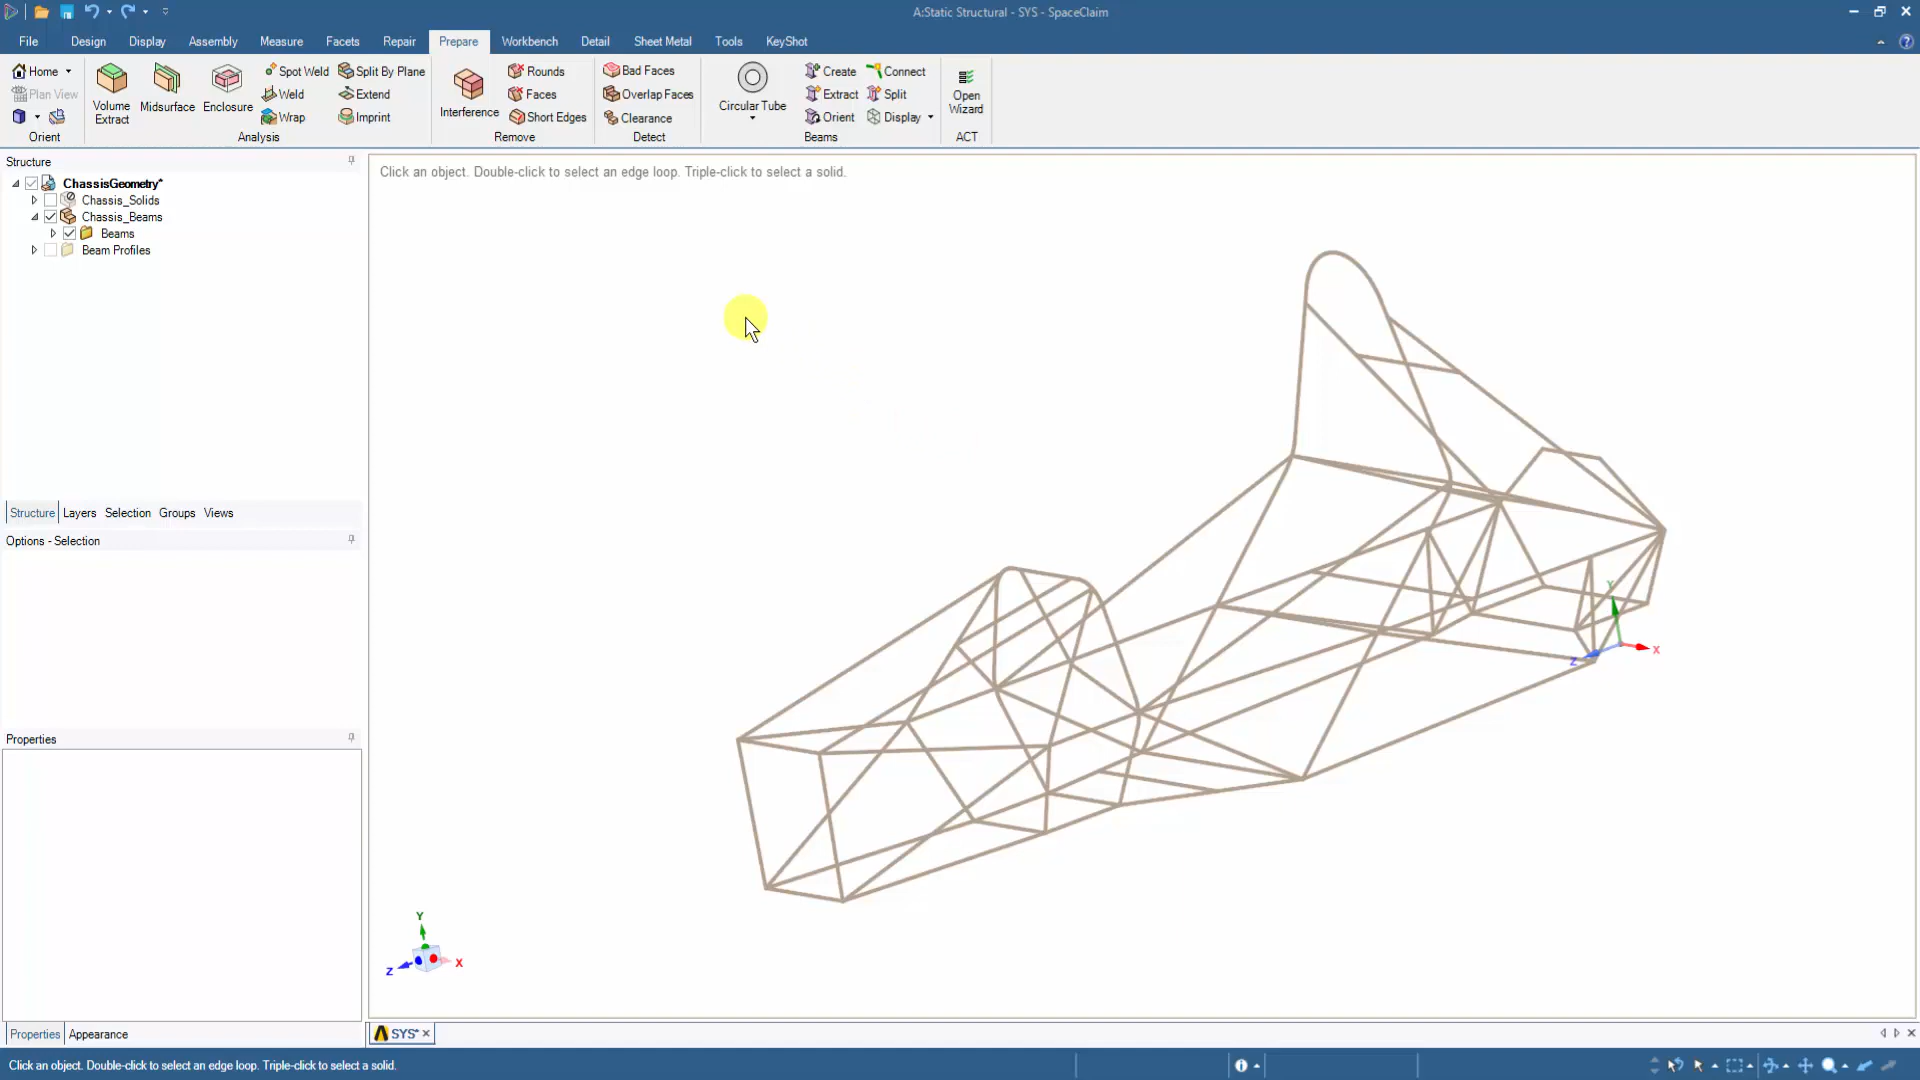 A:Static Structural - SYS - SpaceClaim
File Design Display Assembly Measure Facets Repair Prepare Workbench Detail Sheet Metal Tools KeyShot
Home
Plan View
Orient
Volume Extract
Midsurface
Enclosure
Spot Weld
Weld
Wrap
Split By Plane
Extend
Imprint
Analysis
Interference
Rounds
Faces
Short Edges
Remove
Bad Faces
Overlap Faces
Clearance
Detect
Circular Tube
Create
Extract
Orient
Connect
Split
Display
Beams
Open Wizard
ACT
Structure
ChassisGeometry*
Chassis_Solids
Chassis_Beams
Beams
Beam Profiles
Structure Layers Selection Groups Views
Options - Selection
Properties
Properties Appearance
Click an object. Double-click to select an edge loop. Triple-click to select a solid.
Y
Z
X
Y
Z
X
SYS*
Click an object. Double-click to select an edge loop. Triple-click to select a solid.